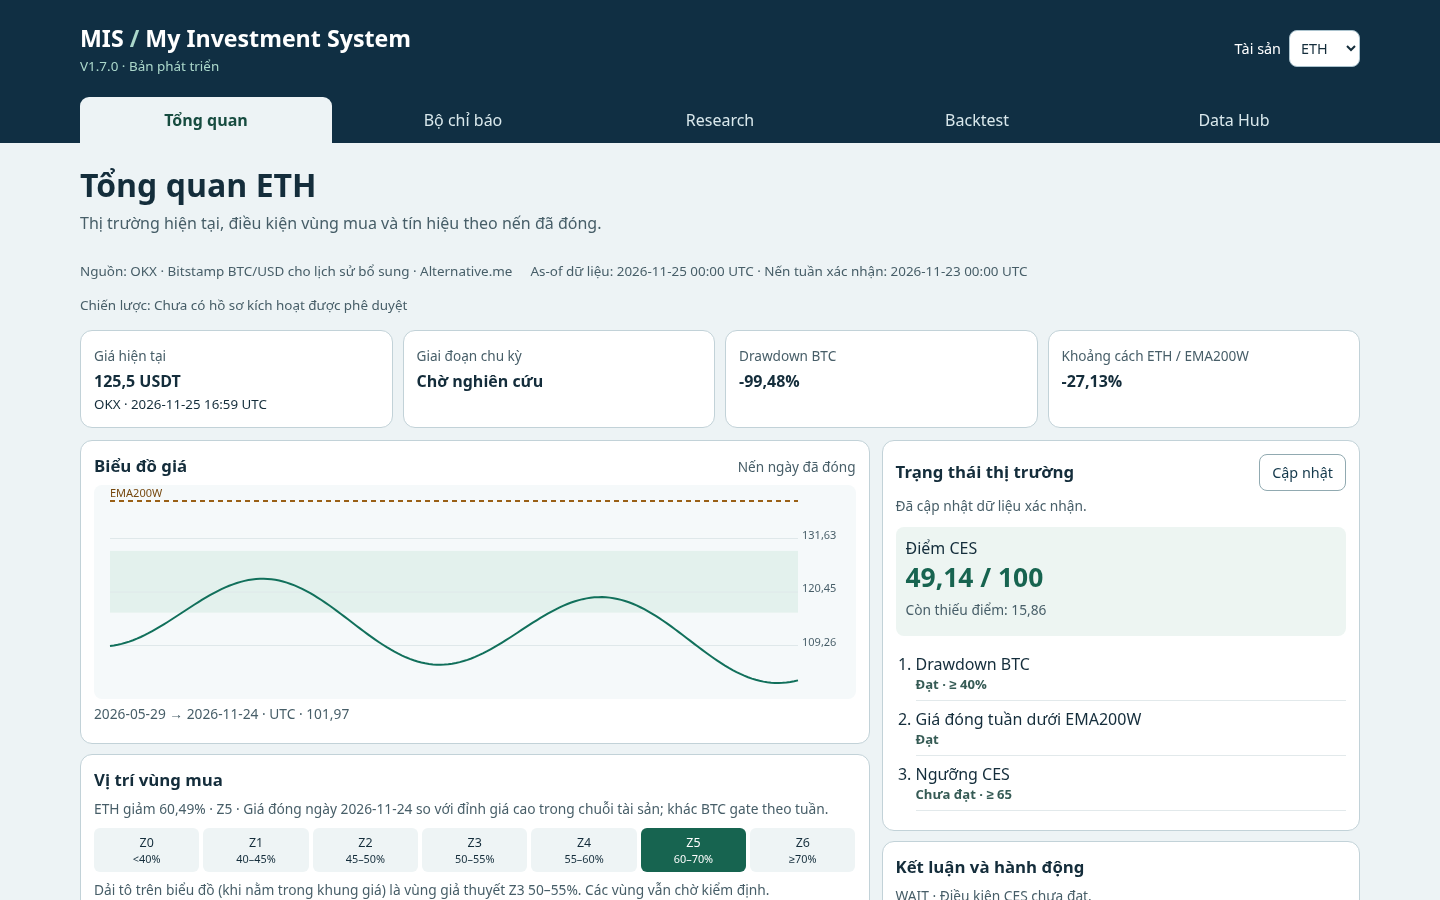 MIS / My Investment System
V1.7.0 · Bản phát triển
Tài sản
ETH
Tổng quan
Bộ chỉ báo
Research
Backtest
Data Hub
Tổng quan ETH
Thị trường hiện tại, điều kiện vùng mua và tín hiệu theo nến đã đóng.
Nguồn: OKX · Bitstamp BTC/USD cho lịch sử bổ sung · Alternative.me
As-of dữ liệu: 2026-11-25 00:00 UTC · Nến tuần xác nhận: 2026-11-23 00:00 UTC
Chiến lược: Chưa có hồ sơ kích hoạt được phê duyệt
Giá hiện tại
125,5 USDT
OKX · 2026-11-25 16:59 UTC
Giai đoạn chu kỳ
Chờ nghiên cứu
Drawdown BTC
-99,48%
Khoảng cách ETH / EMA200W
-27,13%
Biểu đồ giá
Nến ngày đã đóng
EMA200W
131,63
120,45
109,26
2026-05-29 → 2026-11-24 · UTC · 101,97
Vị trí vùng mua
ETH giảm 60,49% · Z5 · Giá đóng ngày 2026-11-24 so với đỉnh giá cao trong chuỗi tài sản; khác BTC gate theo tuần.
Z0
<40%
Z1
40–45%
Z2
45–50%
Z3
50–55%
Z4
55–60%
Z5
60–70%
Z6
≥70%
Dải tô trên biểu đồ (khi nằm trong khung giá) là vùng giả thuyết Z3 50–55%. Các vùng vẫn chờ kiểm định.
Trạng thái thị trường
Cập nhật
Đã cập nhật dữ liệu xác nhận.
Điểm CES
49,14 / 100
Còn thiếu điểm: 15,86
1. Drawdown BTC
Đạt · ≥ 40%
2. Giá đóng tuần dưới EMA200W
Đạt
3. Ngưỡng CES
Chưa đạt · ≥ 65
Kết luận và hành động
WAIT · Điều kiện CES chưa đạt.